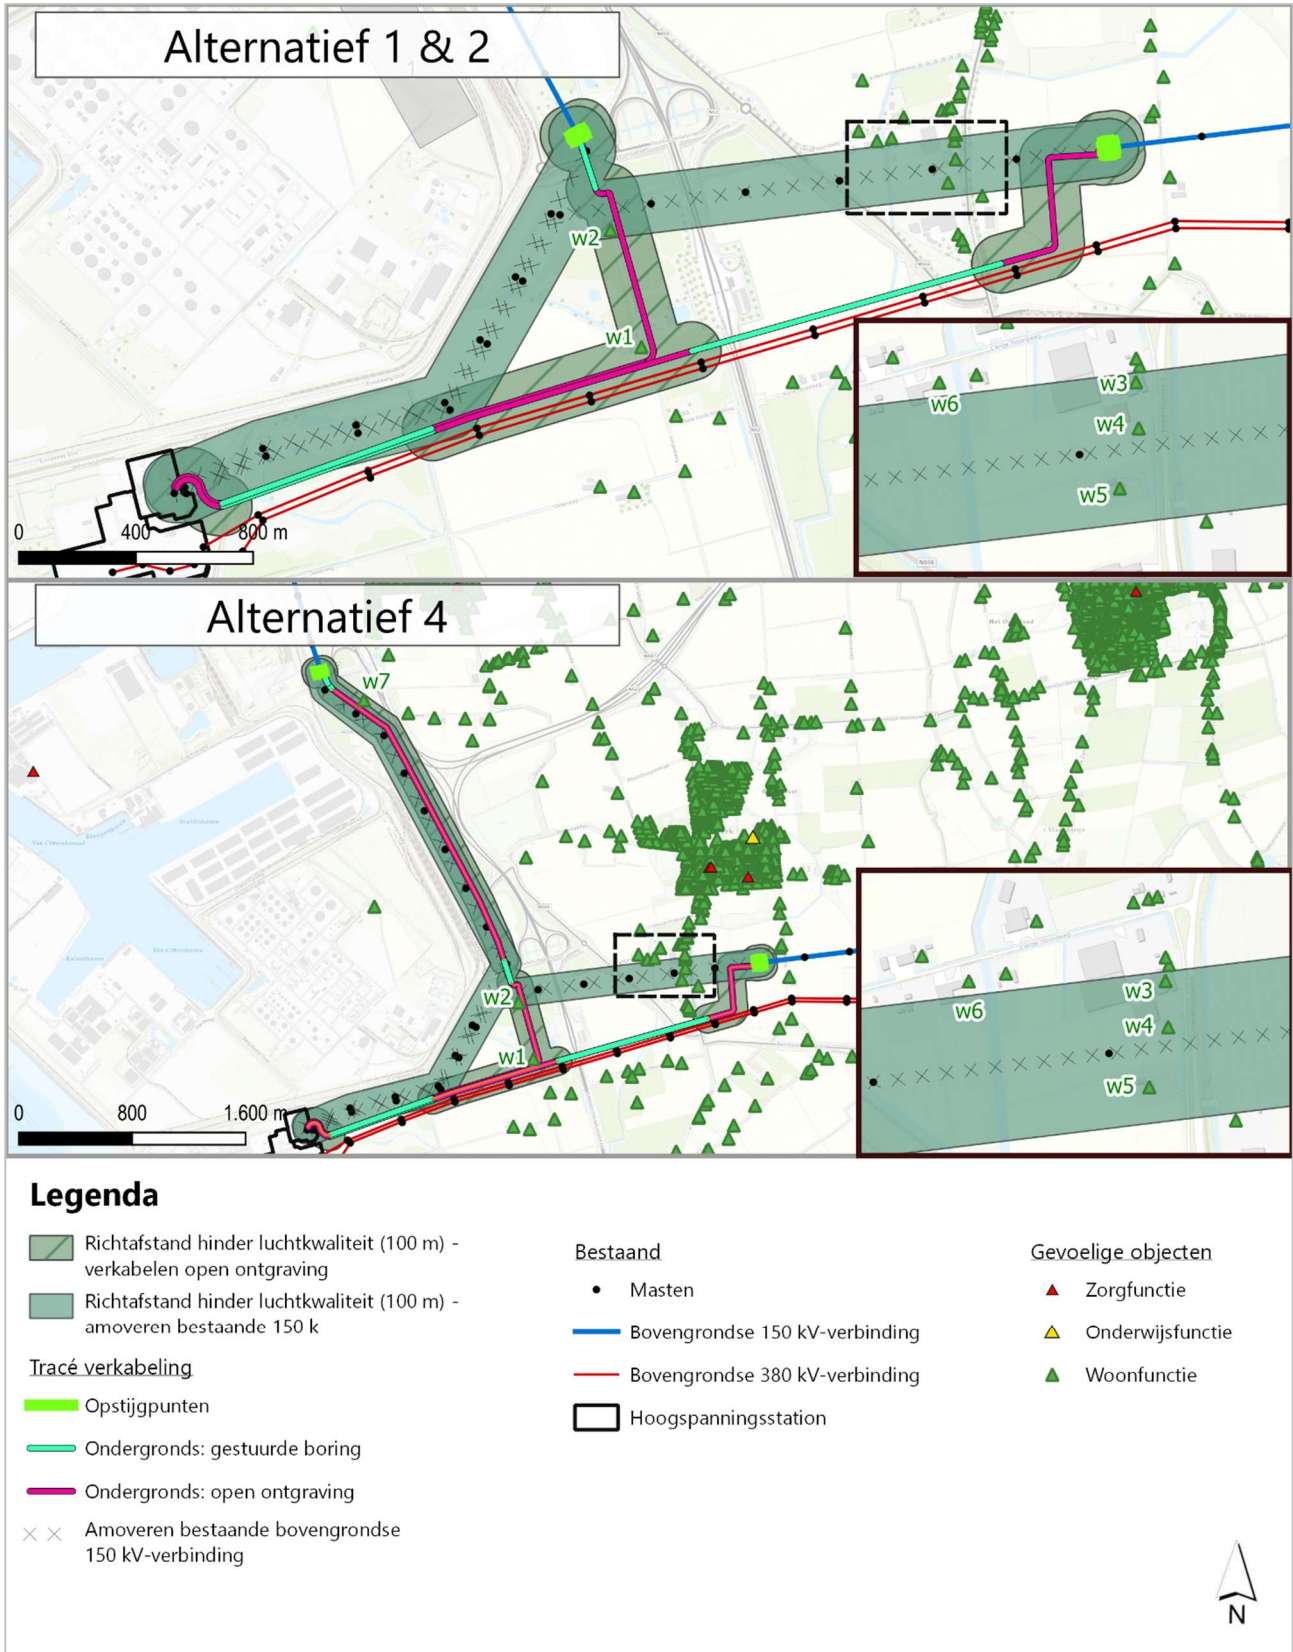 Alternatief 1 & 2
w2
w1
0
400
800 m
w3
w6
w4
w5
Alternatief 4
w7
w2
w1
0
800
1.600 m
w3
w6
w4
w5
Legenda
Richtafstand hinder luchtkwaliteit (100 m) -
verkabelen open ontgraving
Richtafstand hinder luchtkwaliteit (100 m) -
amoveren bestaande 150 k
Tracé verkabeling
Opstijgpunten
Ondergronds: gestuurde boring
Ondergronds: open ontgraving
Amoveren bestaande bovengrondse
150 kV-verbinding
Bestaand
Masten
Bovengrondse 150 kV-verbinding
Bovengrondse 380 kV-verbinding
Hoogspanningsstation
Gevoelige objecten
Zorgfunctie
Onderwijsfunctie
Woonfunctie
N